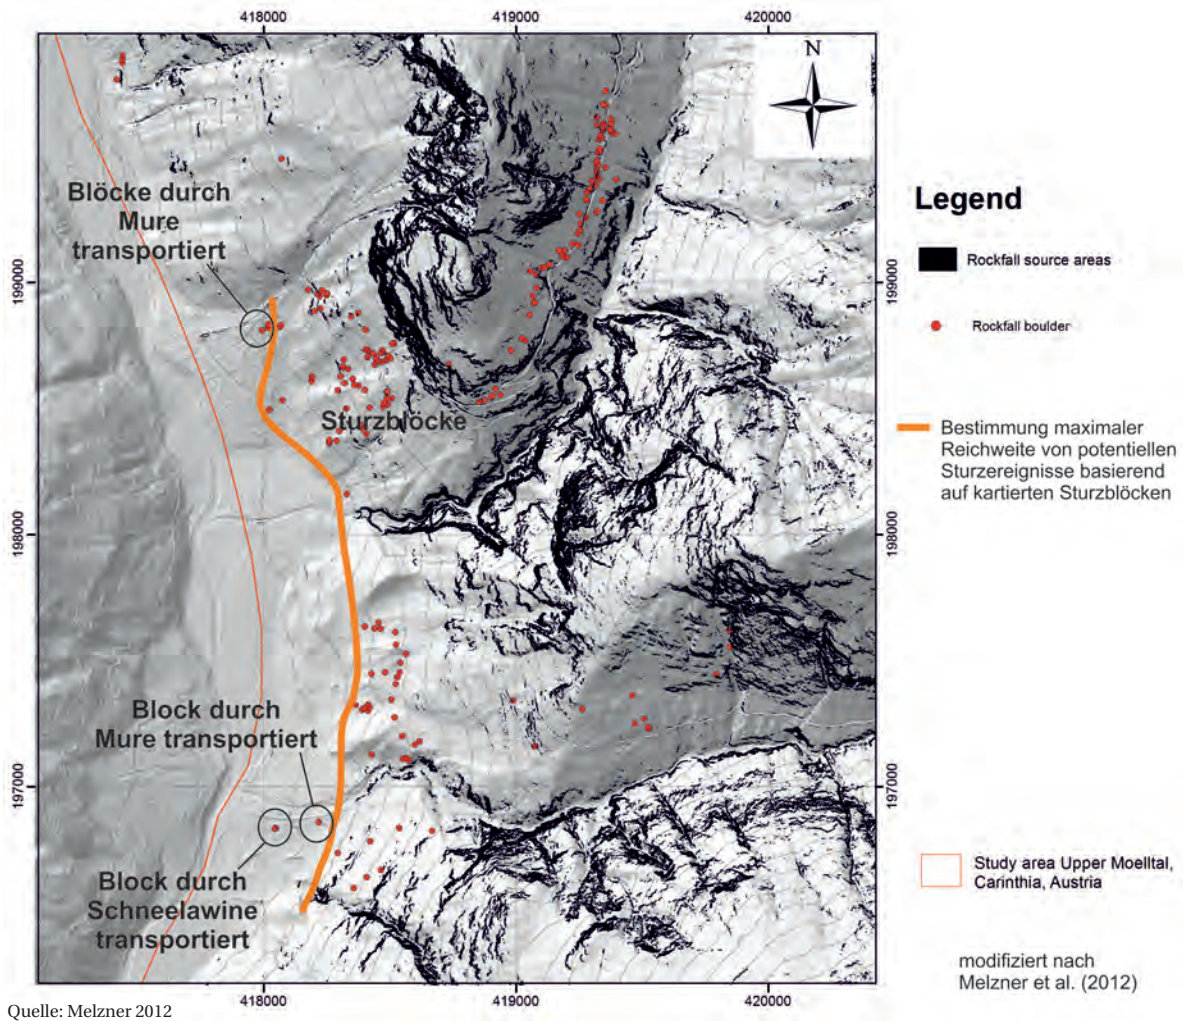 418000
419000
420000
N
Blöcke durch
Mure
transportiert
Sturzblöcke
Block durch
Mure transportiert
Block durch
Schneelawine
transportiert
199000
198000
197000
199000
198000
197000
418000
419000
420000
Legend
Rockfall source areas
Rockfall boulder
Bestimmung maximaler
Reichweite von potentiellen
Sturzereignisse basierend
auf kartierten Sturzblöcken
Study area Upper Moelltal,
Carinthia, Austria
modifiziert nach
Melzner et al. (2012)
Quelle: Melzner 2012